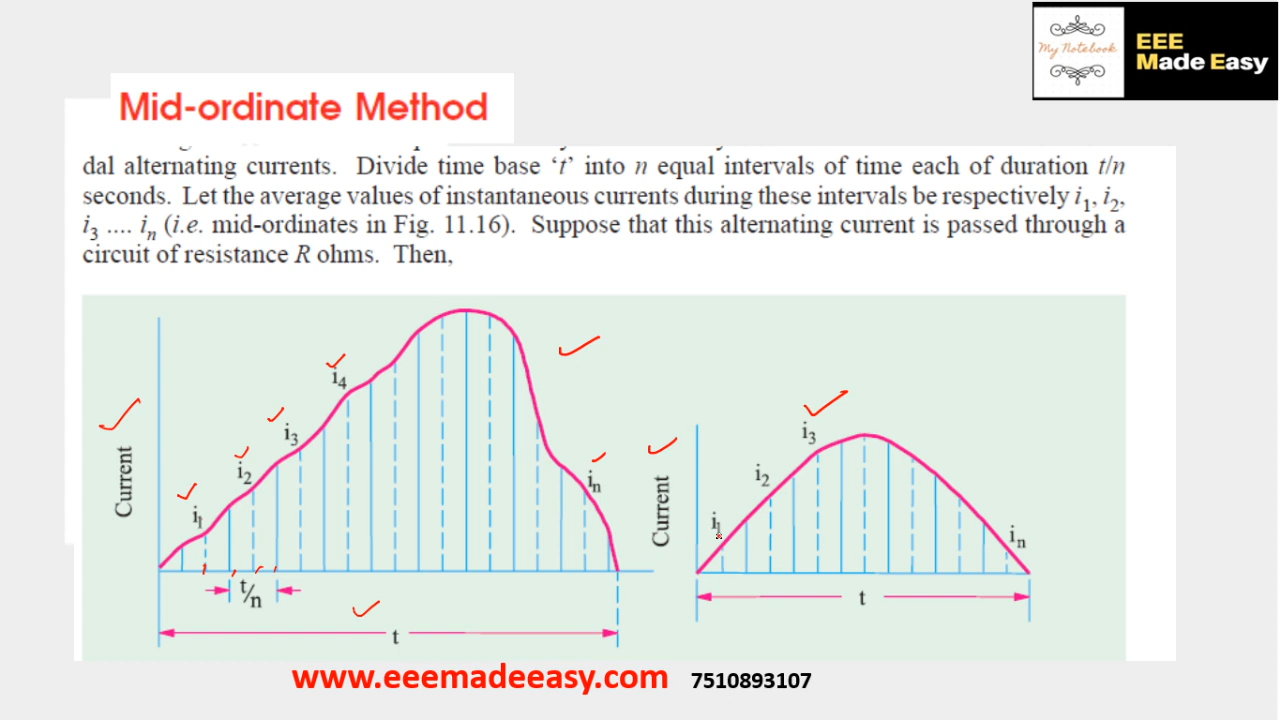 My Notebook
EEE
Made Easy
Mid-ordinate Method
dal alternating currents. Divide time base ‘t’ into n equal intervals of time each of duration t/n
seconds. Let the average values of instantaneous currents during these intervals be respectively i1, i2,
i3 .... in (i.e. mid-ordinates in Fig. 11.16). Suppose that this alternating current is passed through a
circuit of resistance R ohms. Then,
Current
i1
i2
i3
i4
in
t/n
t
Current
i1
i2
i3
in
t
www.eeemadeeasy.com 7510893107